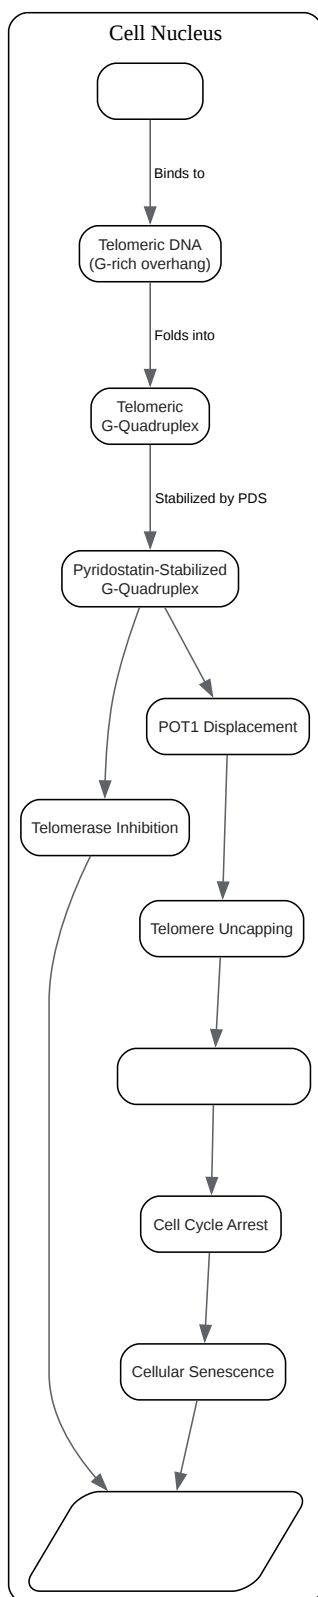 Cell Nucleus
Binds to
Telomeric DNA
(G-rich overhang)
Folds into
Telomeric
G-Quadruplex
Stabilized by PDS
Pyridostatin-Stabilized
G-Quadruplex
POT1 Displacement
Telomerase Inhibition
Telomere Uncapping
Cell Cycle Arrest
Cellular Senescence